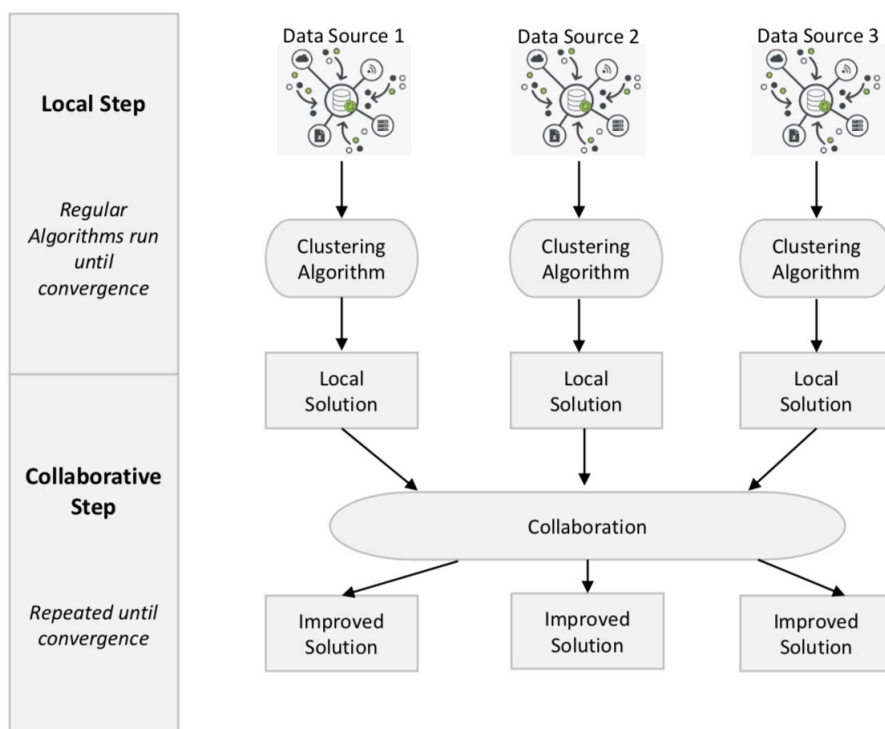 Local Step
Regular
Algorithms run
until
convergence
Collaborative
Step
Repeated until
convergence
Data Source 1
Data Source 2
Data Source 3
Clustering
Algorithm
Clustering
Algorithm
Clustering
Algorithm
Local
Solution
Local
Solution
Local
Solution
Collaboration
Improved
Solution
Improved
Solution
Improved
Solution